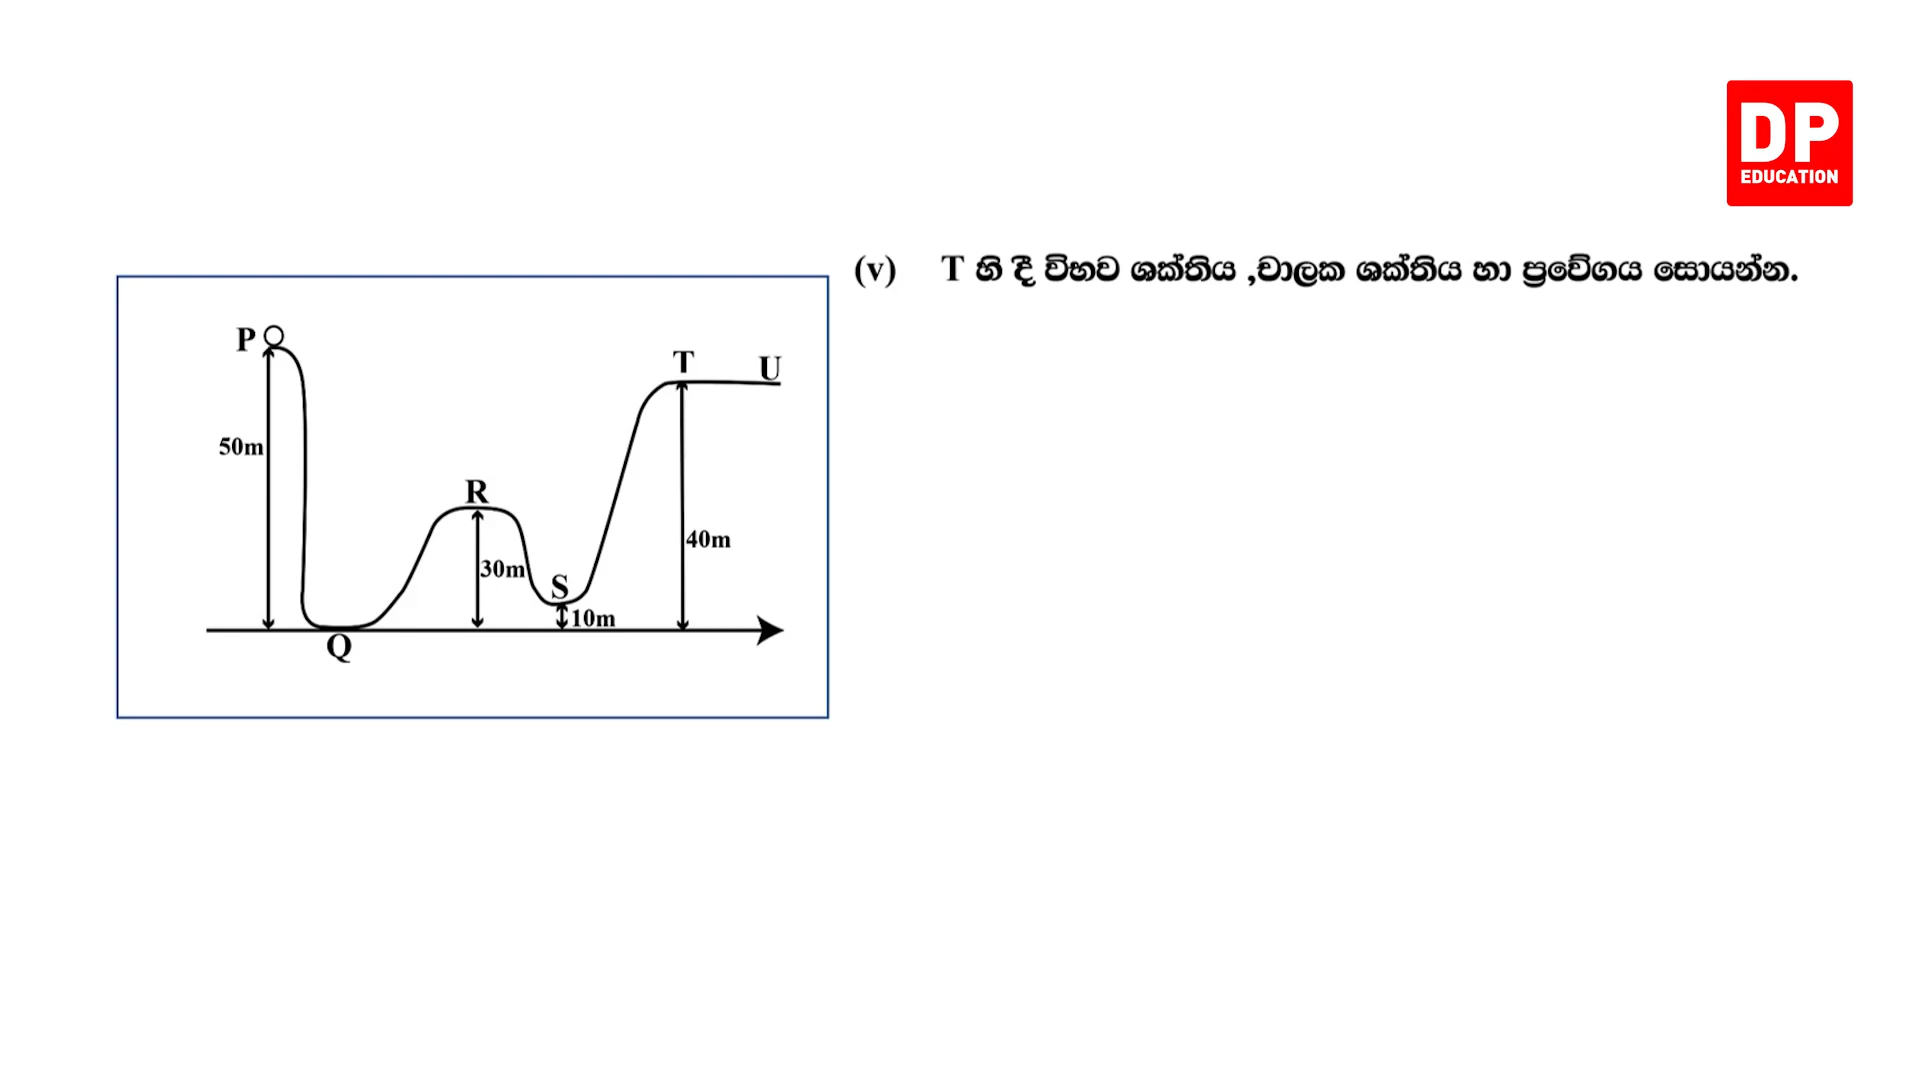 DP
EDUCATION
(v) T හි දී විභව ශක්තිය ,චාලක ශක්තිය හා ප්‍රවේගය සොයන්න.
P
T
U
50m
R
40m
30m
S
10m
Q